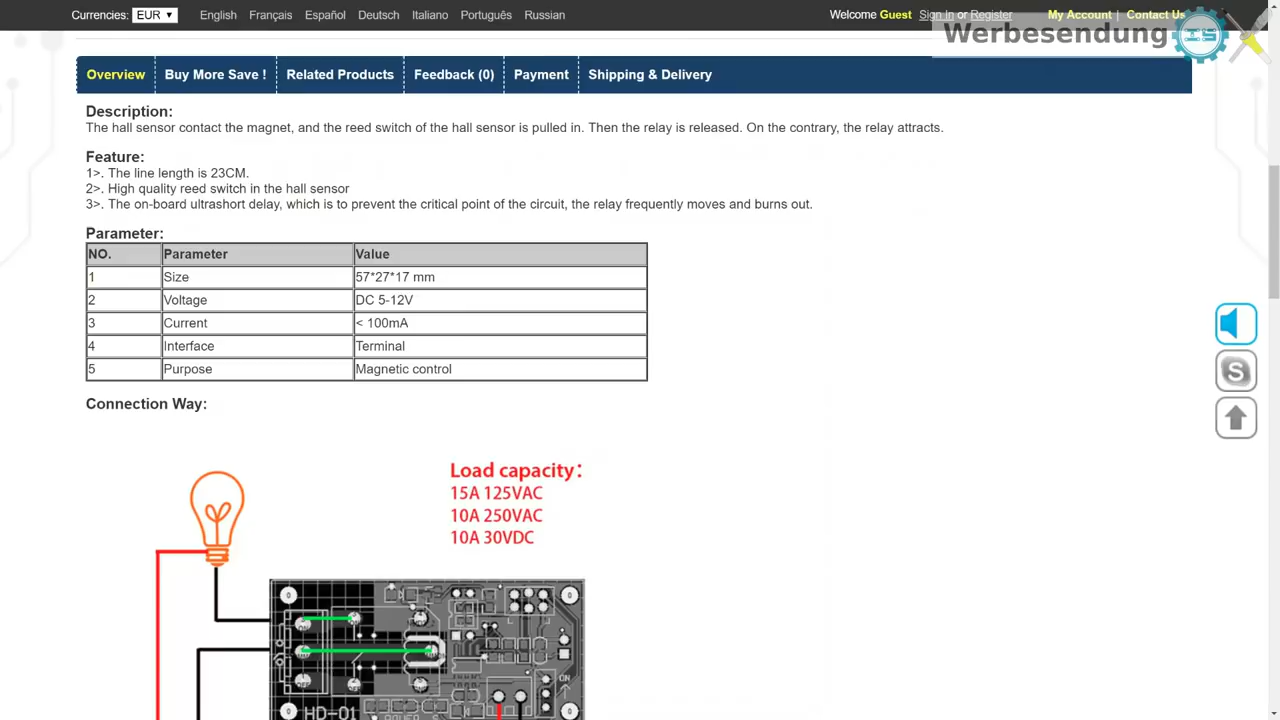 Currencies: EUR ▼ English Français Español Deutsch Italiano Português Russian Welcome Guest Sign In or Register My Account | Contact Us
Werbesendung
Overview Buy More Save ! Related Products Feedback (0) Payment Shipping & Delivery
Description:
The hall sensor contact the magnet, and the reed switch of the hall sensor is pulled in. Then the relay is released. On the contrary, the relay attracts.
Feature:
1>. The line length is 23CM.
2>. High quality reed switch in the hall sensor
3>. The on-board ultrashort delay, which is to prevent the critical point of the circuit, the relay frequently moves and burns out.
Parameter:
NO. Parameter Value
1 Size 57*27*17 mm
2 Voltage DC 5-12V
3 Current < 100mA
4 Interface Terminal
5 Purpose Magnetic control
Connection Way:
Load capacity:
15A 125VAC
10A 250VAC
10A 30VDC
ON
HD-01